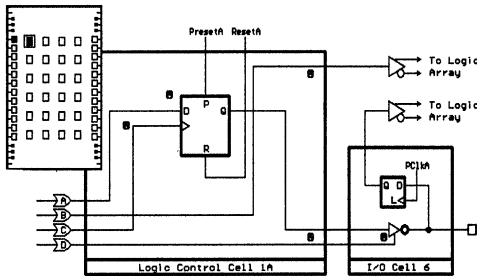 PresetA ResetA
To Logic
Array
P
D Q
R
To Logic
Array
PClkA
Q D
L
A
B
C
D
Logic Control Cell 1A
I/O Cell 6